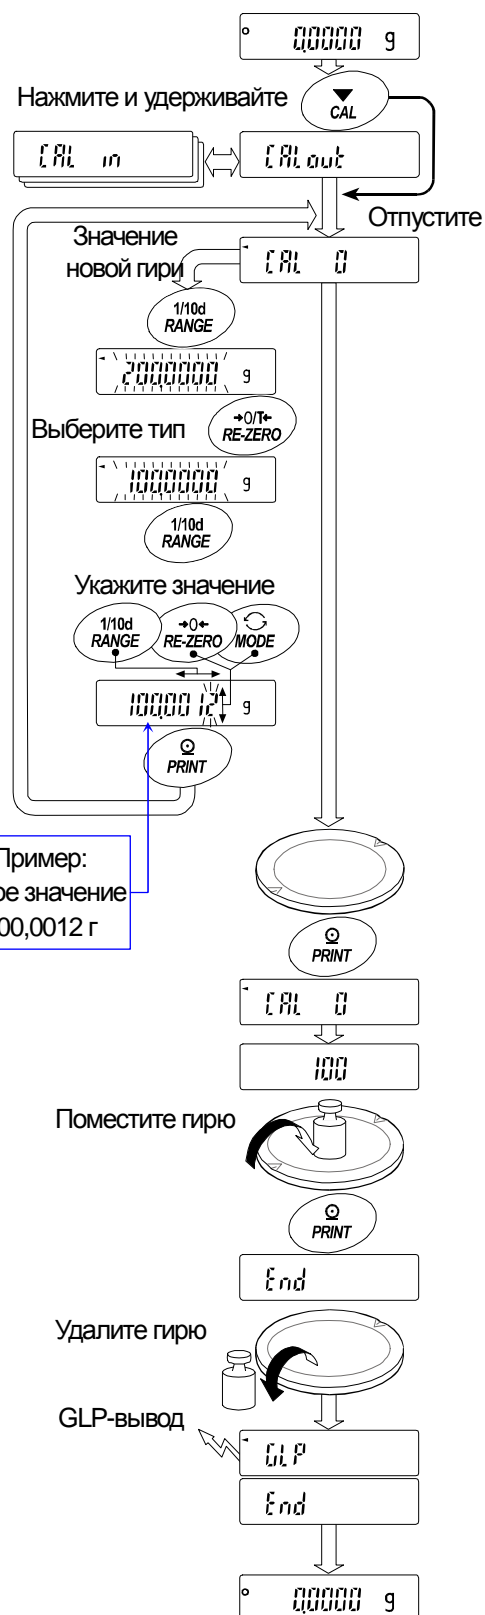 0.0000 g
Нажмите и удерживайте
CAL
CAL in
CAL out
Отпустите
Значение
новой гири
CAL 0
1/10d
RANGE
200.0000 g
Выберите тип
→0/T←
RE-ZERO
100.0000 g
1/10d
RANGE
Укажите значение
1/10d
RANGE
→0←
RE-ZERO
MODE
100.0012 g
PRINT
Пример:
ое значение
00,0012 г
PRINT
CAL 0
100
Поместите гирю
PRINT
End
Удалите гирю
GLP-вывод
GLP
End
0.0000 g